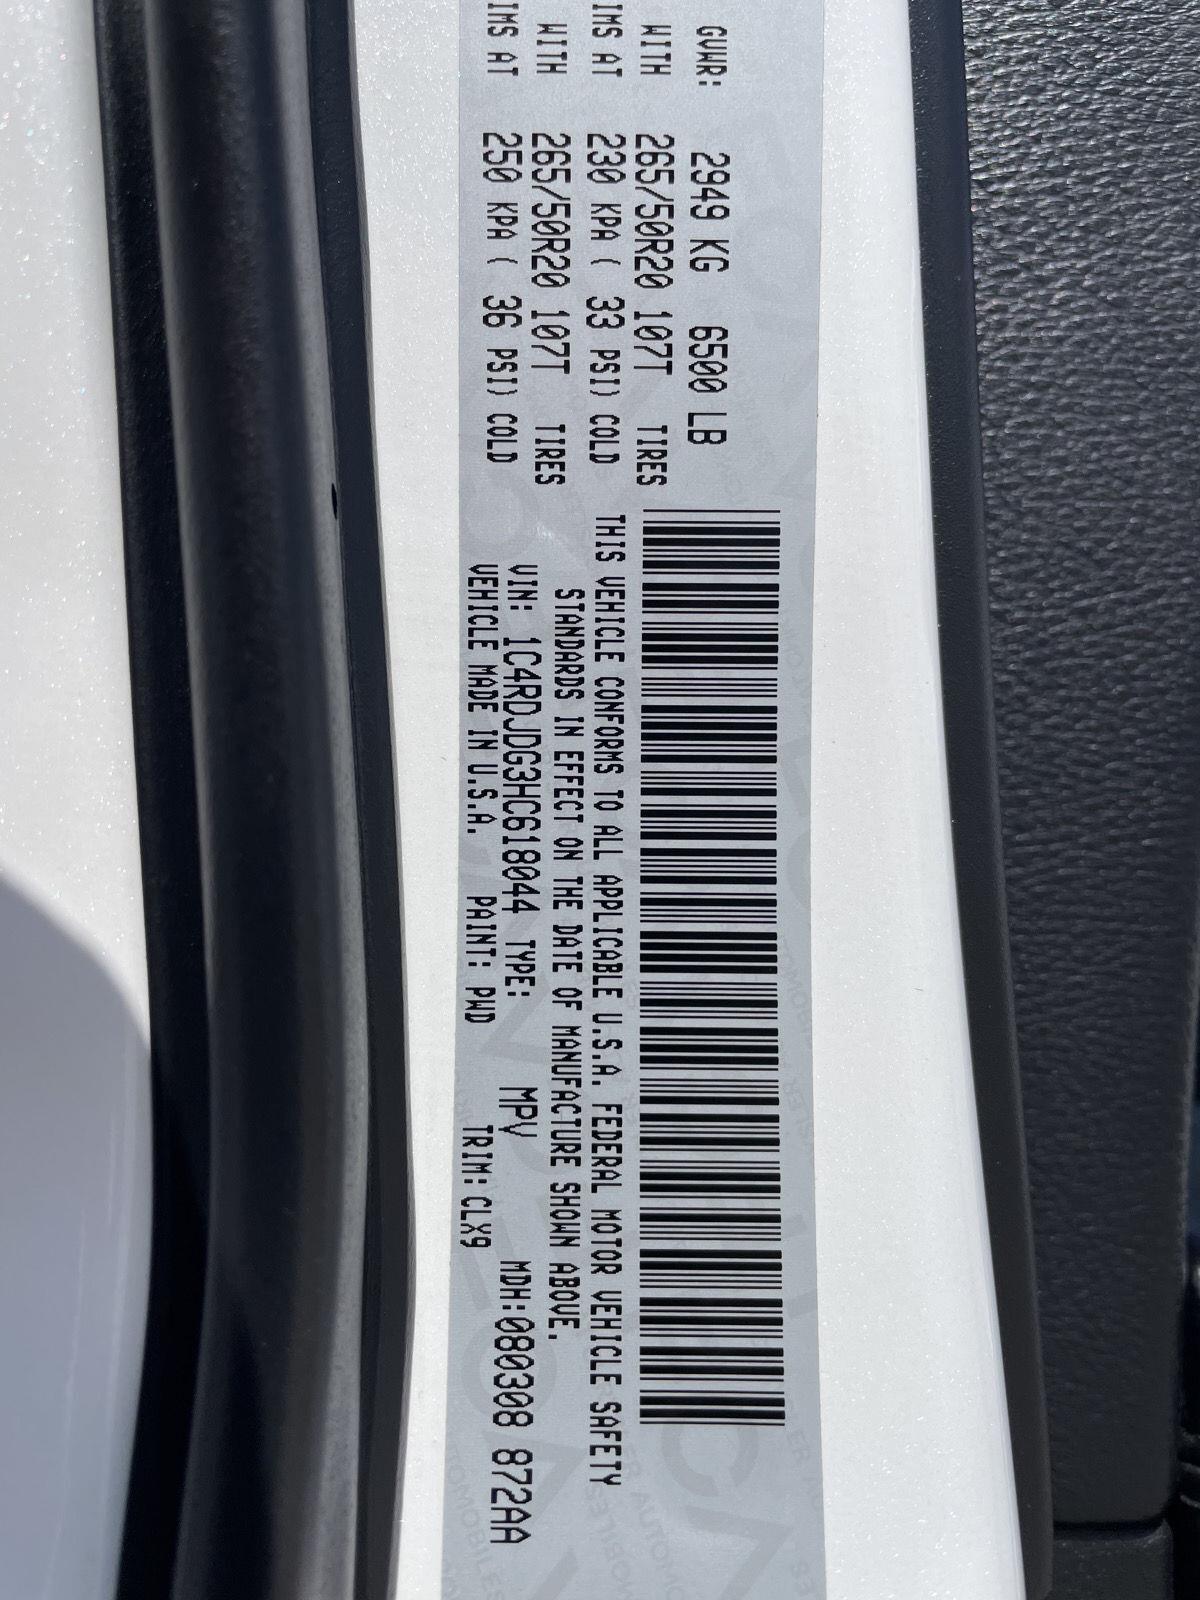 GVWR: 2949 KG 6500 LB
WITH 265/50R20 107T TIRES
IMS AT 230 KPA ( 33 PSI) COLD
WITH 265/50R20 107T TIRES
IMS AT 250 KPA ( 36 PSI) COLD
THIS VEHICLE CONFORMS TO ALL APPLICABLE U.S.A. FEDERAL MOTOR VEHICLE SAFETY
STANDARDS IN EFFECT ON THE DATE OF MANUFACTURE SHOWN ABOVE.
VIN: 1C4RDJDG3HC618044 TYPE: MPV MDH:080308 872AA
VEHICLE MADE IN U.S.A. PAINT: PWD TRIM: CLX9